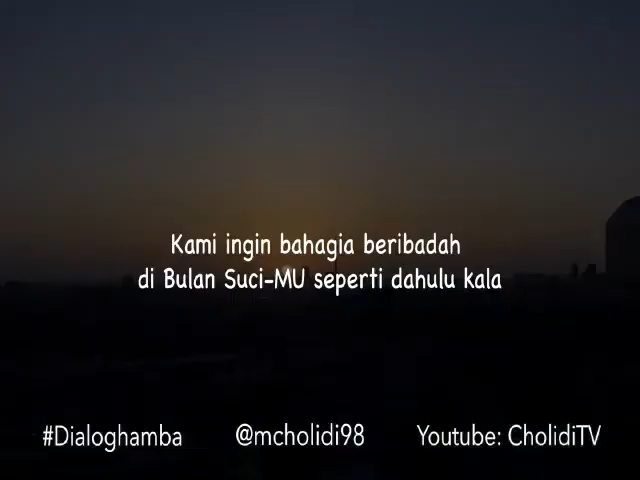 Kami ingin bahagia beribadah
di Bulan Suci-MU seperti dahulu kala
#Dialoghamba @mcholidi98 Youtube: CholidiTV